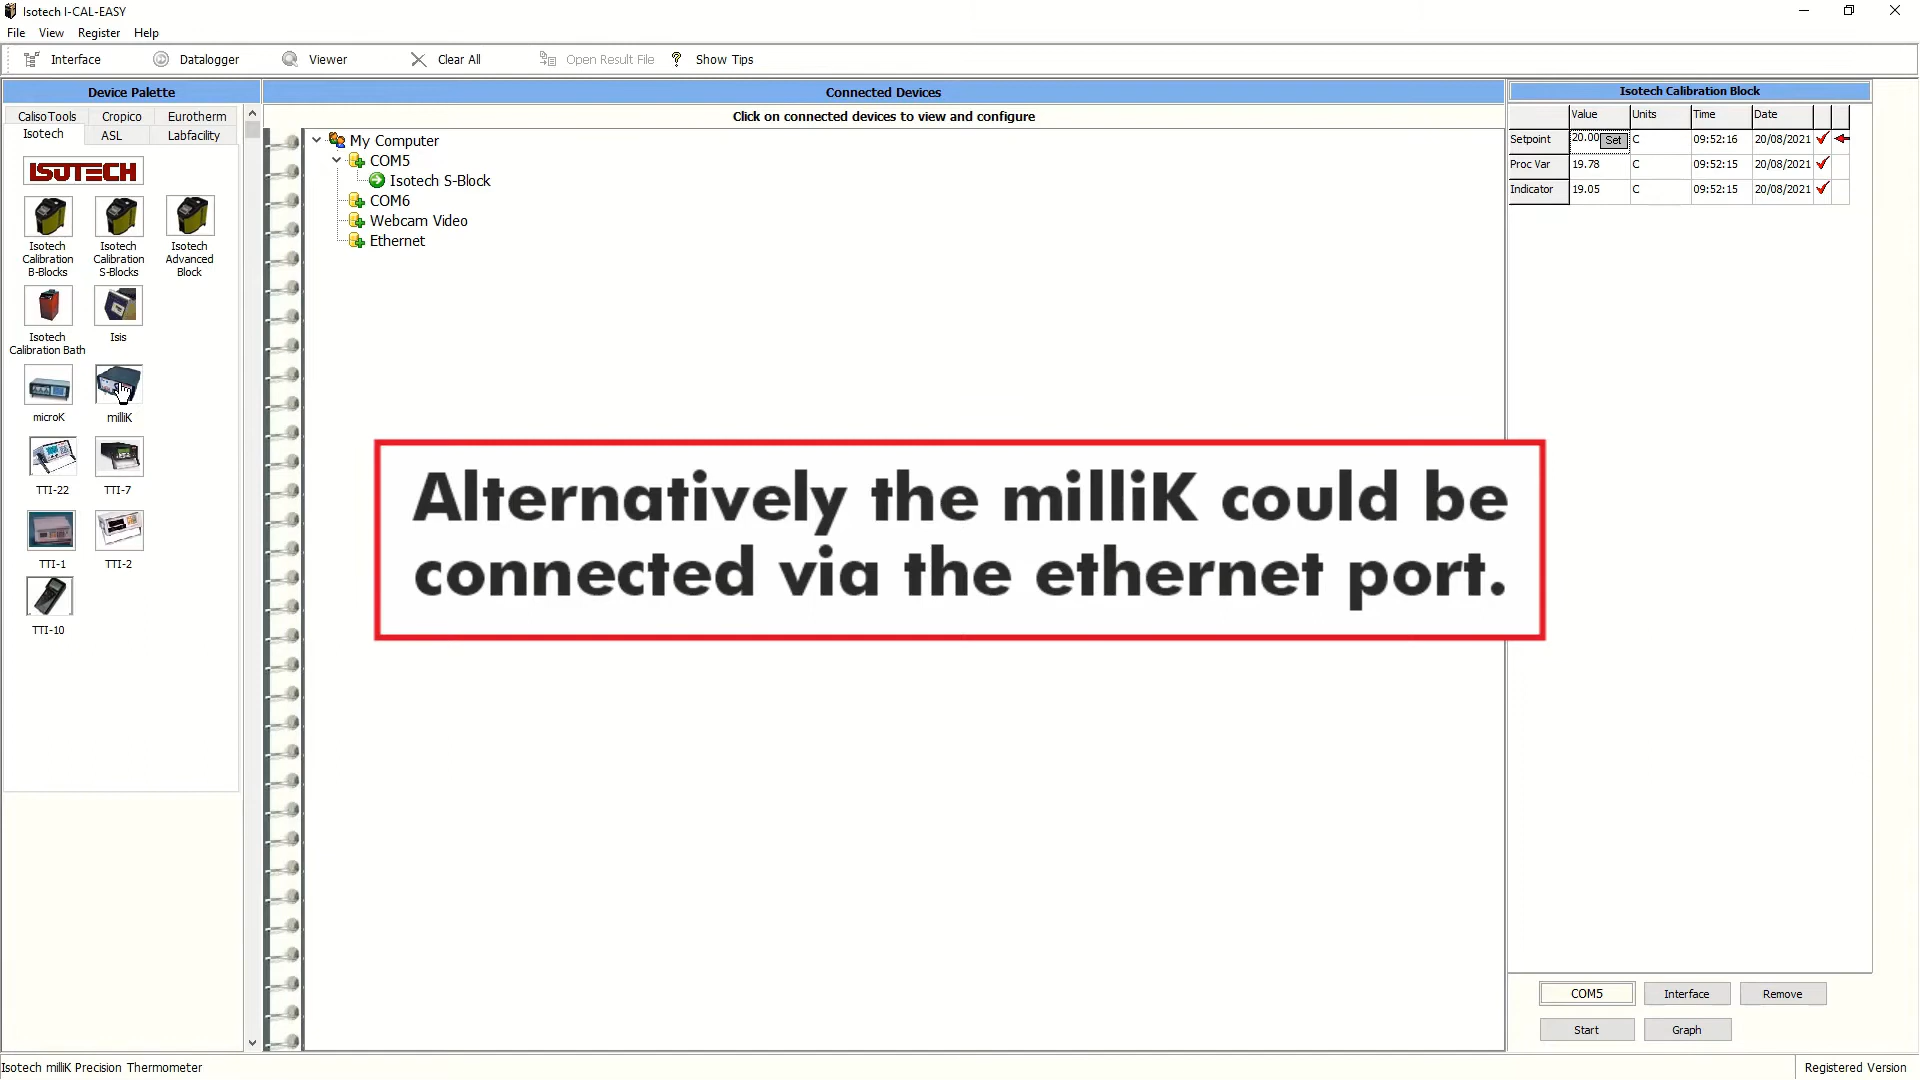 Isotech I-CAL-EASY
File View Register Help
Interface Datalogger Viewer Clear All Open Result File ? Show Tips
Device Palette
CalisoTools Cropico Eurotherm
Isotech ASL Labfacility
ISOTECH
Isotech Calibration B-Blocks
Isotech Calibration S-Blocks
Isotech Advanced Block
Isotech Calibration Bath
Isis
microK
milliK
TTI-22
TTI-7
TTI-1
TTI-2
TTI-10
Connected Devices
Click on connected devices to view and configure
My Computer
COM5
Isotech S-Block
COM6
Webcam Video
Ethernet
Alternatively the milliK could be
connected via the ethernet port.
Isotech Calibration Block
Value Units Time Date
Setpoint 20.00 Set C 09:52:16 20/08/2021
Proc Var 19.78 C 09:52:15 20/08/2021
Indicator 19.05 C 09:52:15 20/08/2021
COM5 Interface Remove
Start Graph
Isotech milliK Precision Thermometer
Registered Version